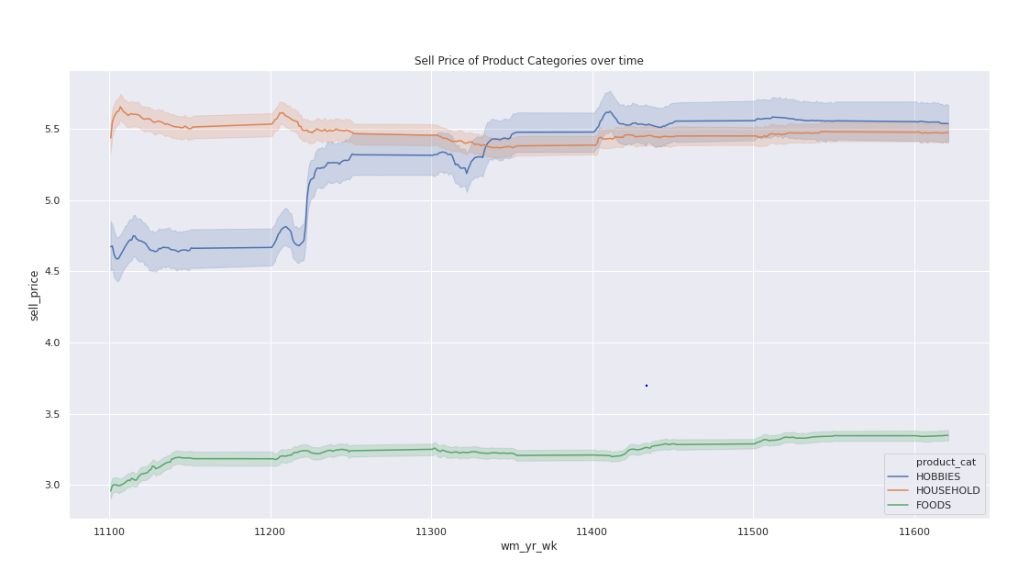 Sell Price of Product Categories over time
sell_price
5.5
5.0
4.5
4.0
3.5
3.0
product_cat
HOBBIES
HOUSEHOLD
FOODS
11100 11200 11300 11400 11500 11600
wm_yr_wk